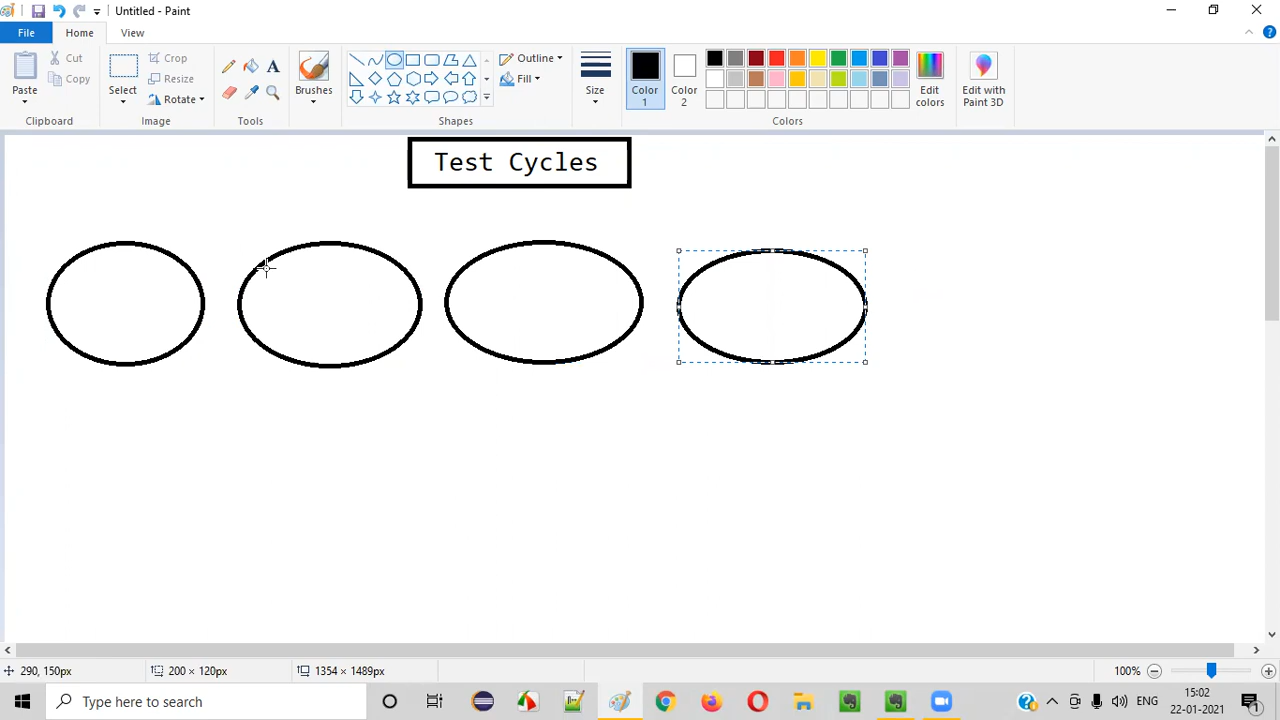 Untitled - Paint
File
Home
View
Paste
Cut
Copy
Clipboard
Select
Crop
Resize
Rotate
Image
Tools
Brushes
Outline
Fill
Shapes
Size
Color
1
Color
2
Edit
colors
Colors
Edit with
Paint 3D
Test Cycles
290, 150px
200 × 120px
1354 × 1489px
100%
Type here to search
ENG
15:02
22-01-2021